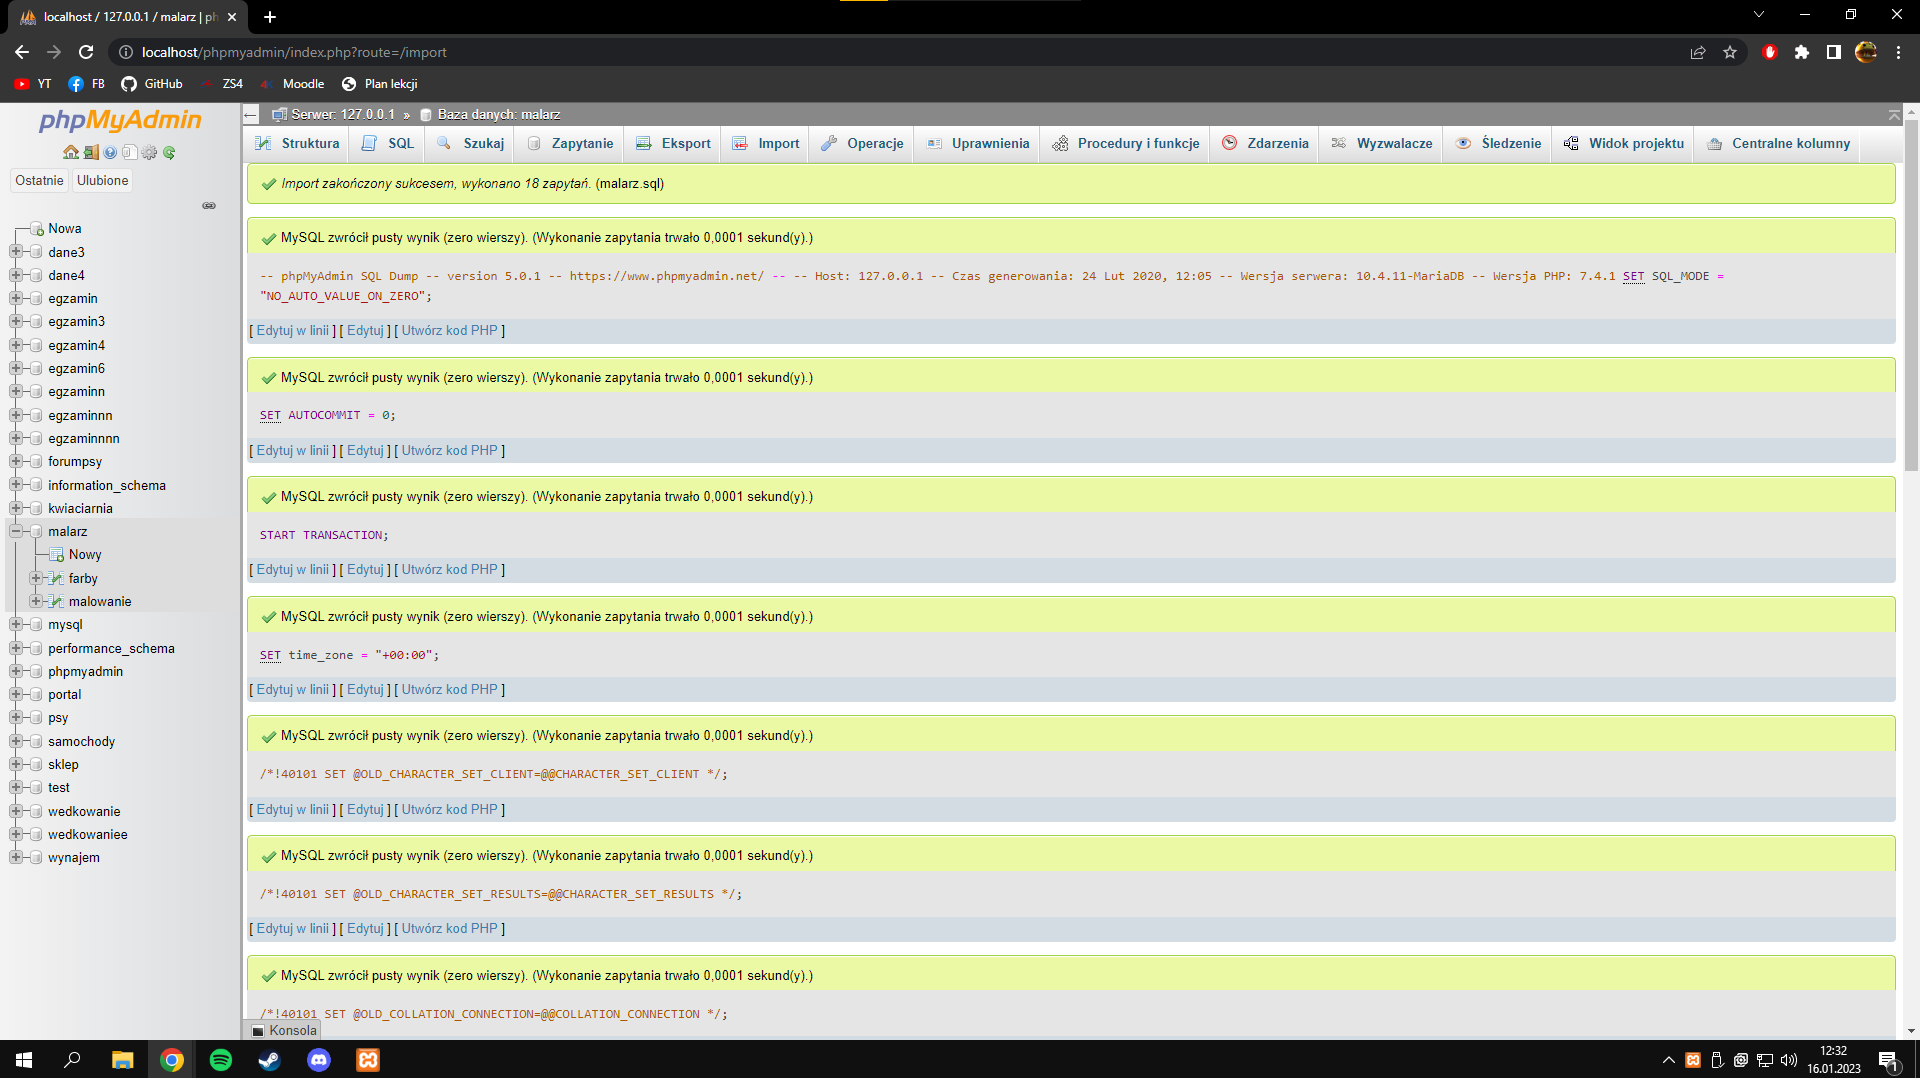 localhost / 127.0.0.1 / malarz | ph
localhost/phpmyadmin/index.php?route=/import
YT FB GitHub ZS4 Moodle Plan lekcji
phpMyAdmin
Ostatnie Ulubione
Nowa
dane3
dane4
egzamin
egzamin3
egzamin4
egzamin6
egzaminn
egzaminnn
egzaminnnn
forumpsy
information_schema
kwiaciarnia
malarz
Nowy
farby
malowanie
mysql
performance_schema
phpmyadmin
portal
psy
samochody
sklep
test
wedkowanie
wedkowaniee
wynajem
Serwer: 127.0.0.1 » Baza danych: malarz
Struktura SQL Szukaj Zapytanie Eksport Import Operacje Uprawnienia Procedury i funkcje Zdarzenia Wyzwalacze Śledzenie Widok projektu Centralne kolumny
Import zakończony sukcesem, wykonano 18 zapytań. (malarz.sql)
MySQL zwrócił pusty wynik (zero wierszy). (Wykonanie zapytania trwało 0,0001 sekund(y).)
-- phpMyAdmin SQL Dump -- version 5.0.1 -- https://www.phpmyadmin.net/ -- -- Host: 127.0.0.1 -- Czas generowania: 24 Lut 2020, 12:05 -- Wersja serwera: 10.4.11-MariaDB -- Wersja PHP: 7.4.1 SET SQL_MODE =
"NO_AUTO_VALUE_ON_ZERO";
[ Edytuj w linii ] [ Edytuj ] [ Utwórz kod PHP ]
MySQL zwrócił pusty wynik (zero wierszy). (Wykonanie zapytania trwało 0,0001 sekund(y).)
SET AUTOCOMMIT = 0;
[ Edytuj w linii ] [ Edytuj ] [ Utwórz kod PHP ]
MySQL zwrócił pusty wynik (zero wierszy). (Wykonanie zapytania trwało 0,0001 sekund(y).)
START TRANSACTION;
[ Edytuj w linii ] [ Edytuj ] [ Utwórz kod PHP ]
MySQL zwrócił pusty wynik (zero wierszy). (Wykonanie zapytania trwało 0,0001 sekund(y).)
SET time_zone = "+00:00";
[ Edytuj w linii ] [ Edytuj ] [ Utwórz kod PHP ]
MySQL zwrócił pusty wynik (zero wierszy). (Wykonanie zapytania trwało 0,0001 sekund(y).)
/*!40101 SET @OLD_CHARACTER_SET_CLIENT=@@CHARACTER_SET_CLIENT */;
[ Edytuj w linii ] [ Edytuj ] [ Utwórz kod PHP ]
MySQL zwrócił pusty wynik (zero wierszy). (Wykonanie zapytania trwało 0,0001 sekund(y).)
/*!40101 SET @OLD_CHARACTER_SET_RESULTS=@@CHARACTER_SET_RESULTS */;
[ Edytuj w linii ] [ Edytuj ] [ Utwórz kod PHP ]
MySQL zwrócił pusty wynik (zero wierszy). (Wykonanie zapytania trwało 0,0001 sekund(y).)
/*!40101 SET @OLD_COLLATION_CONNECTION=@@COLLATION_CONNECTION */;
Konsola
12:32
16.01.2023
1